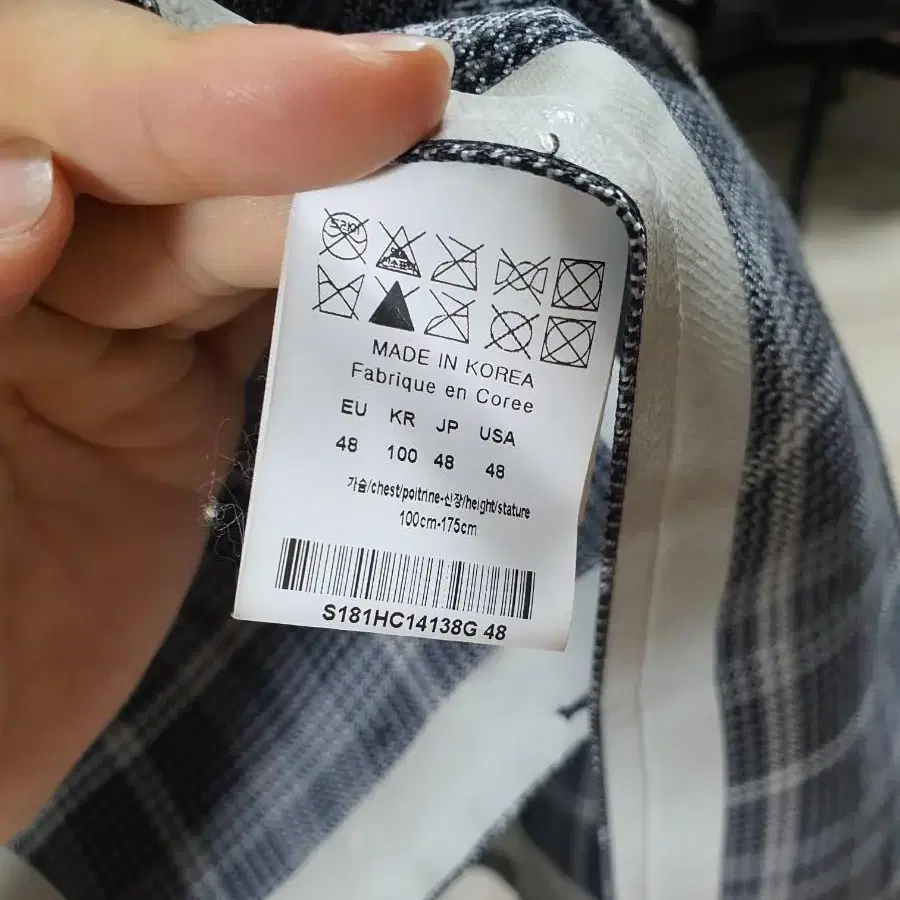 MADE IN KOREA
Fabrique en Coree
EU KR JP USA
48 100 48 48
가슴/chest/poitrine-신장/height/stature
100cm-175cm
S181HC14138G 48